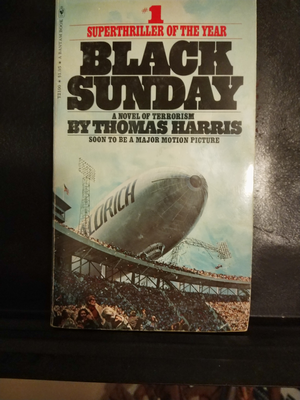 #1
SUPERTHRILLER OF THE YEAR
BLACK
SUNDAY
A NOVEL OF TERRORISM
BY THOMAS HARRIS
SOON TO BE A MAJOR MOTION PICTURE
ALDRICH